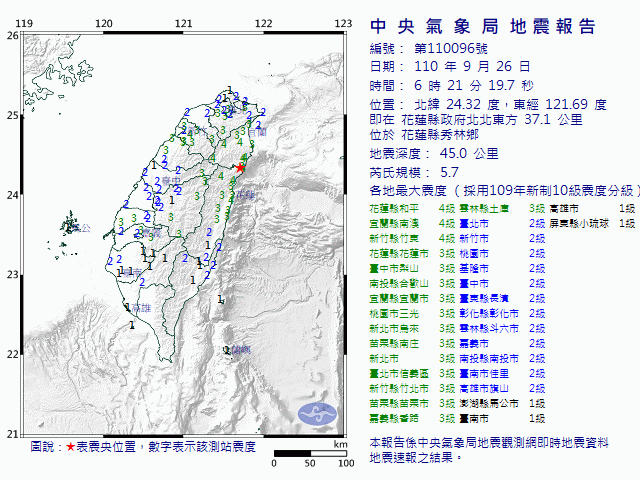 中 央 氣 象 局 地 震 報 告
編號： 第110096號
日期： 110 年 9 月 26 日
時間： 6 時 21 分 19.7 秒
位置： 北緯 24.32 度，東經 121.69 度
即在 花蓮縣政府北北東方 37.1 公里
位於 花蓮縣秀林鄉
地震深度： 45.0 公里
芮氏規模： 5.7
各地最大震度（採用109年新制10級震度分級）
花蓮縣和平 4級 雲林縣土庫 3級 高雄市 1級
宜蘭縣南澳 4級 臺北市 2級 屏東縣小琉球 1級
新竹縣竹東 4級 新竹市 2級
花蓮縣花蓮市 3級 桃園市 2級
臺中市梨山 3級 基隆市 2級
南投縣合歡山 3級 臺中市 2級
宜蘭縣宜蘭市 3級 臺東縣長濱 2級
桃園市三光 3級 彰化縣彰化市 2級
新北市烏來 3級 雲林縣斗六市 2級
苗栗縣南庄 3級 嘉義市 2級
新北市 3級 南投縣南投市 2級
臺北市信義區 3級 臺南市佳里 2級
新竹縣竹北市 3級 高雄市旗山 2級
苗栗縣苗栗市 3級 澎湖縣馬公市 1級
嘉義縣番路 3級 臺南市 1級
本報告係中央氣象局地震觀測網即時地震資料
地震速報之結果。
119 120 121 122 123
26
25
24
23
22
21
宜蘭
臺中
花蓮
高雄
圖說：★表震央位置，數字表示該測站震度
km
0 50 100